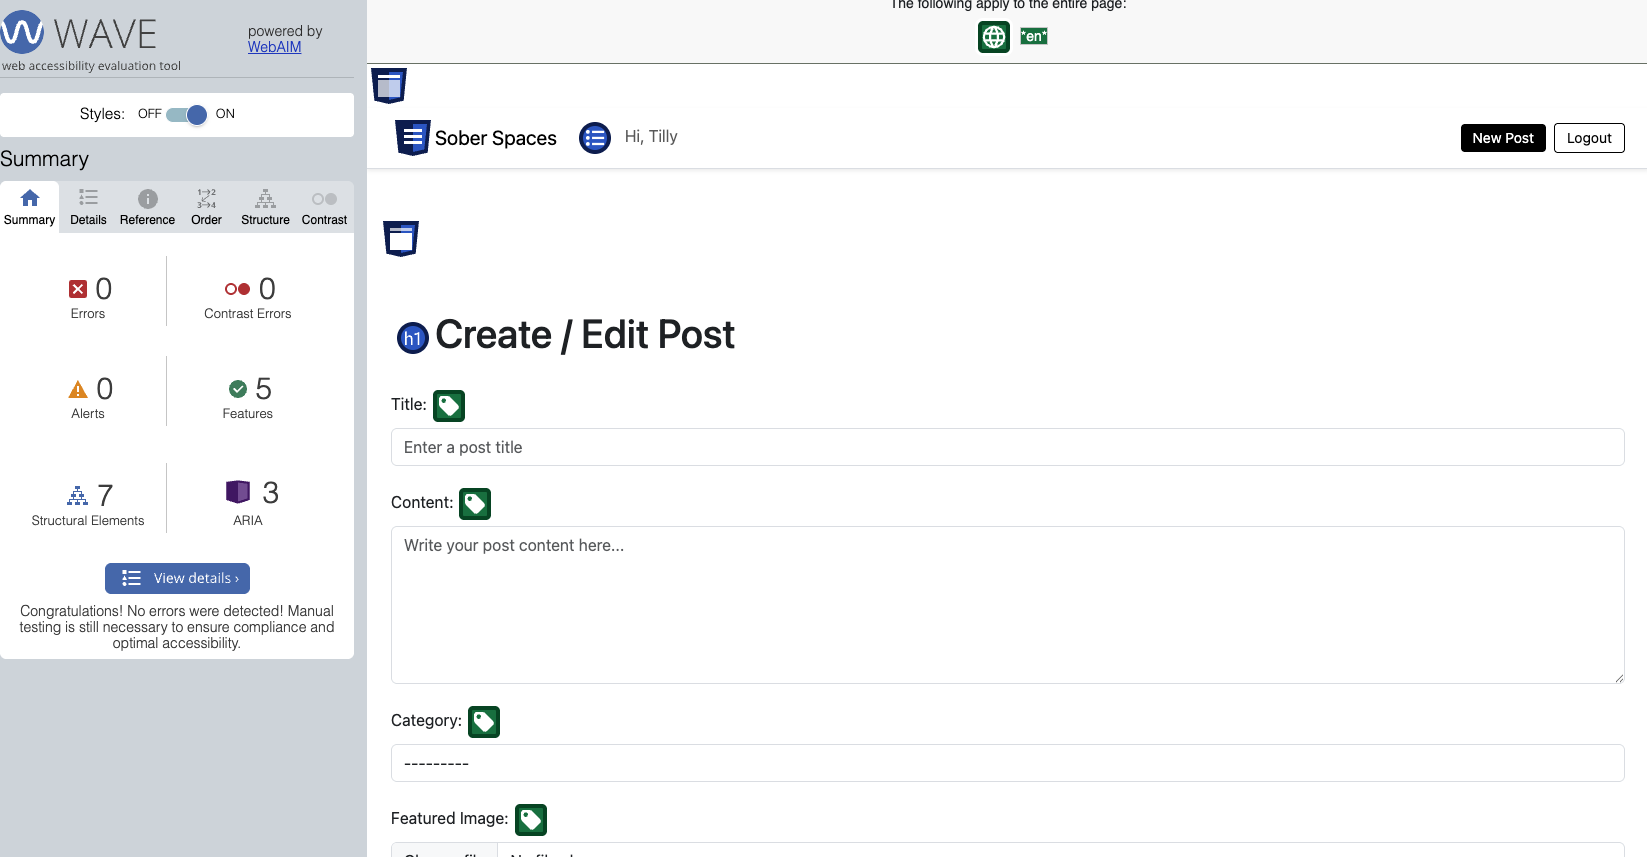 WAVE
powered by
WebAIM
web accessibility evaluation tool
Styles: OFF ON
Summary
Summary Details Reference Order Structure Contrast
0
Errors
0
Contrast Errors
0
Alerts
5
Features
7
Structural Elements
3
ARIA
View details ›
Congratulations! No errors were detected! Manual
testing is still necessary to ensure compliance and
optimal accessibility.
The following apply to the entire page:
*en*
Sober Spaces Hi, Tilly New Post Logout
h1 Create / Edit Post
Title:
Enter a post title
Content:
Write your post content here...
Category:
---------
Featured Image: